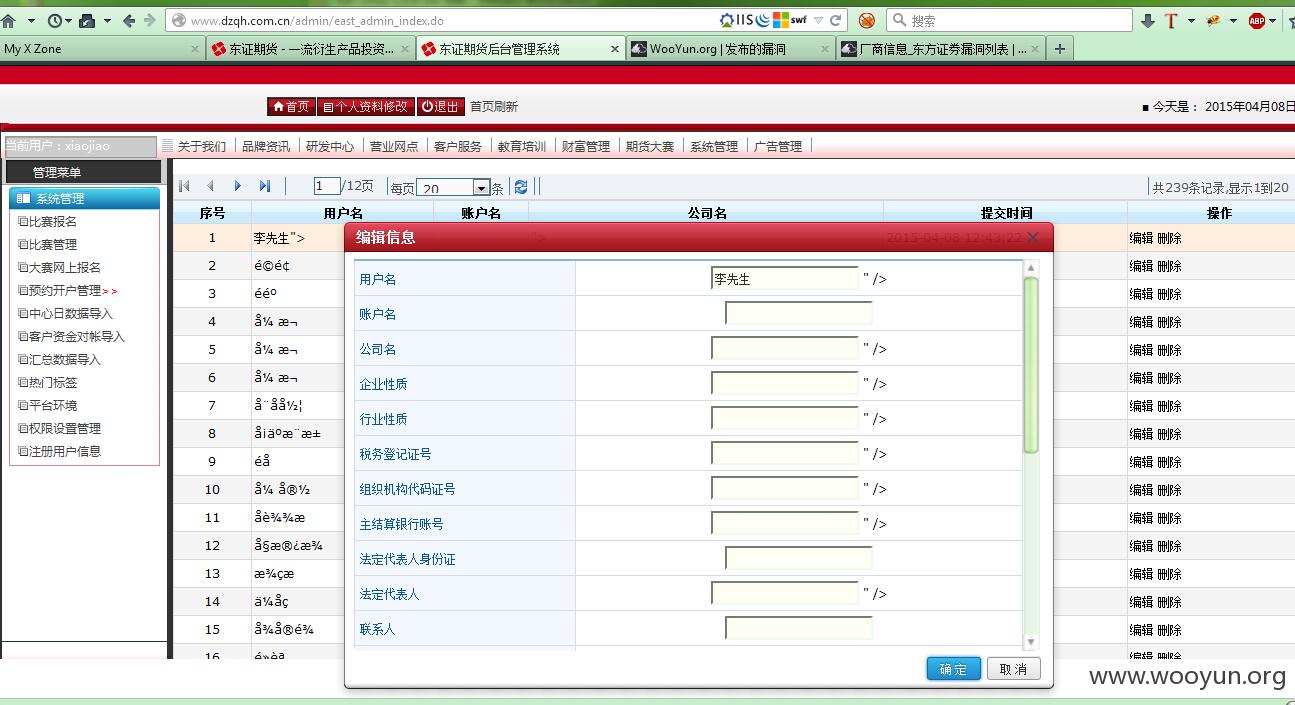 www.dzqh.com.cn/admin/east_admin_index.do IIS swf 搜索 T ABP
My X Zone × 东证期货 - 一流衍生产品投资... × 东证期货后台管理系统 × WooYun.org | 发布的漏洞 × 厂商信息_东方证券漏洞列表 | ... × +
首页 个人资料修改 退出 首页刷新 ■ 今天是： 2015年04月08日
当前用户：xiaojiao 关于我们 品牌资讯 研发中心 营业网点 客户服务 教育培训 财富管理 期货大赛 系统管理 广告管理
管理菜单
系统管理
比赛报名
比赛管理
大赛网上报名
预约开户管理>>
中心日数据导入
客户资金对帐导入
汇总数据导入
热门标签
平台环境
权限设置管理
注册用户信息
1 /12页 每页 20 条 共239条记录,显示1到20
序号 用户名 账户名 公司名 提交时间 操作
1 李先生"> "> 2015-04-08 12:43:22 编辑 删除
2 é©é¢ 编辑 删除
3 ééº 编辑 删除
4 å¼ æ¬ 编辑 删除
5 å¼ æ¬ 编辑 删除
6 å¼ æ¬ 编辑 删除
7 å¨åå½¦ 编辑 删除
8 å¡äºæ¨æ± 编辑 删除
9 éå 编辑 删除
10 å¼ å®½ 编辑 删除
11 åè¾¾æ 编辑 删除
12 å§æ®¿æ¾ 编辑 删除
13 æ¾çæ 编辑 删除
14 ä¼åç 编辑 删除
15 å¾å®é¾ 编辑 删除
16 编辑 删除
编辑信息 ×
用户名 李先生 " />
账户名
公司名 " />
企业性质 " />
行业性质 " />
税务登记证号 " />
组织机构代码证号 " />
主结算银行账号 " />
法定代表人身份证
法定代表人 " />
联系人
确定 取消
www.wooyun.org